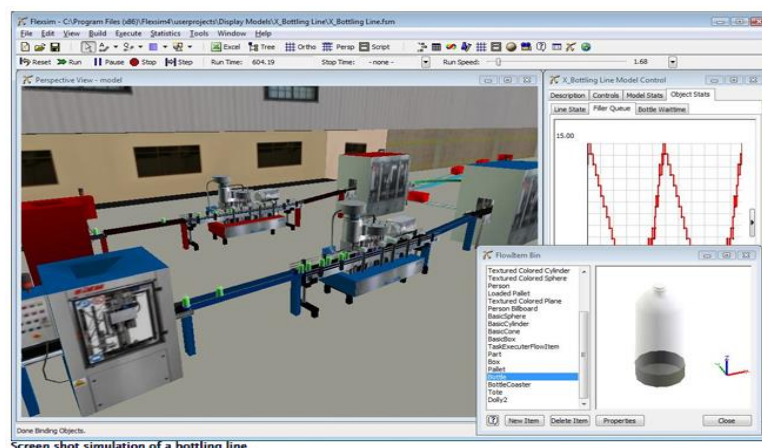 Flexsim - C:\Program Files (x86)\Flexsim4\userprojects\Display Models\X_Bottling Line\X_Bottling Line.fsm
File Edit View Build Execute Statistics Tools Window Help
Excel Tree Ortho Persp Script
Reset Run Pause Stop Step Run Time: 604.19 Stop Time: - none - Run Speed: 1.68
Perspective View - model
X_Bottling Line Model Control
Description Controls Model Stats Object Stats
Line State Filler Queue Bottle Waittime
15.00
FlowItem Bin
Textured Colored Cylinder
Textured Colored Sphere
Person
Loaded Pallet
Textured Colored Plane
Person Billboard
BasicSphere
BasicCylinder
BasicCone
BasicBox
TaskExecuterFlowItem
Part
Box
Pallet
Bottle
BottleCoaster
Tote
Dolly2
New Item Delete Item Properties Close
Done Binding Objects.
Screen shot simulation of a bottling line